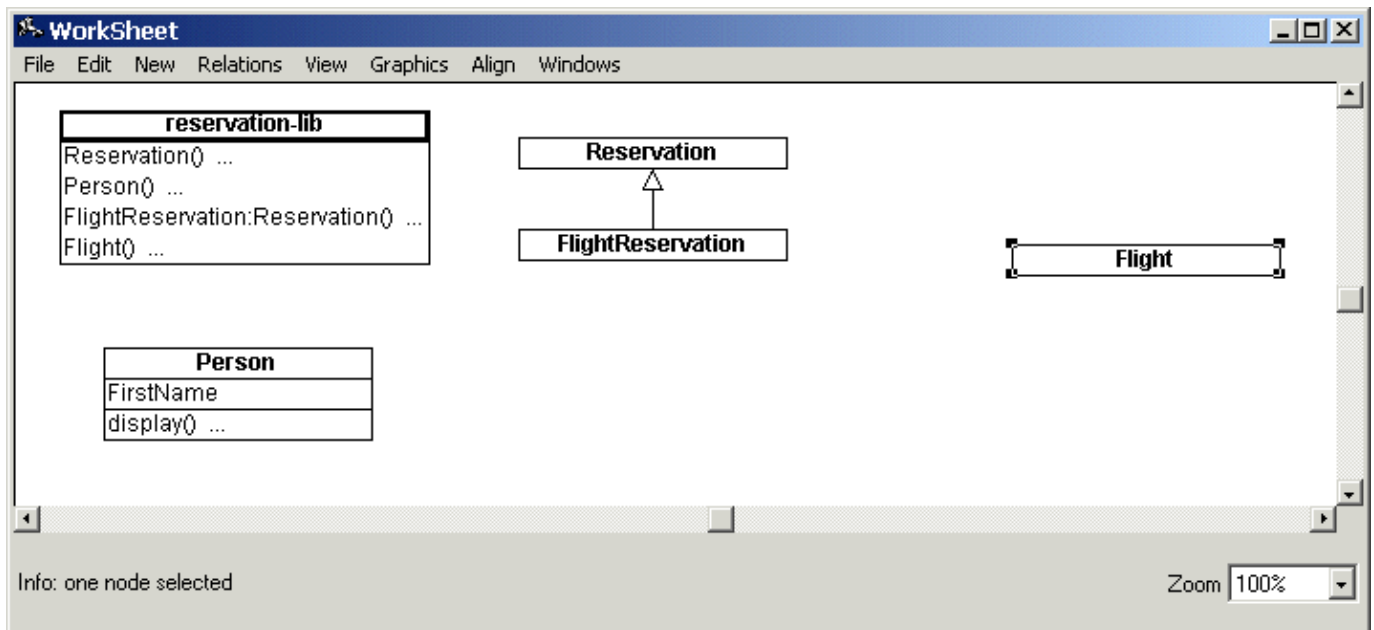 WorkSheet
File Edit New Relations View Graphics Align Windows
reservation-lib
Reservation() ...
Person() ...
FlightReservation:Reservation() ...
Flight() ...
Reservation
FlightReservation
Flight
Person
FirstName
display() ...
Info: one node selected
Zoom 100%